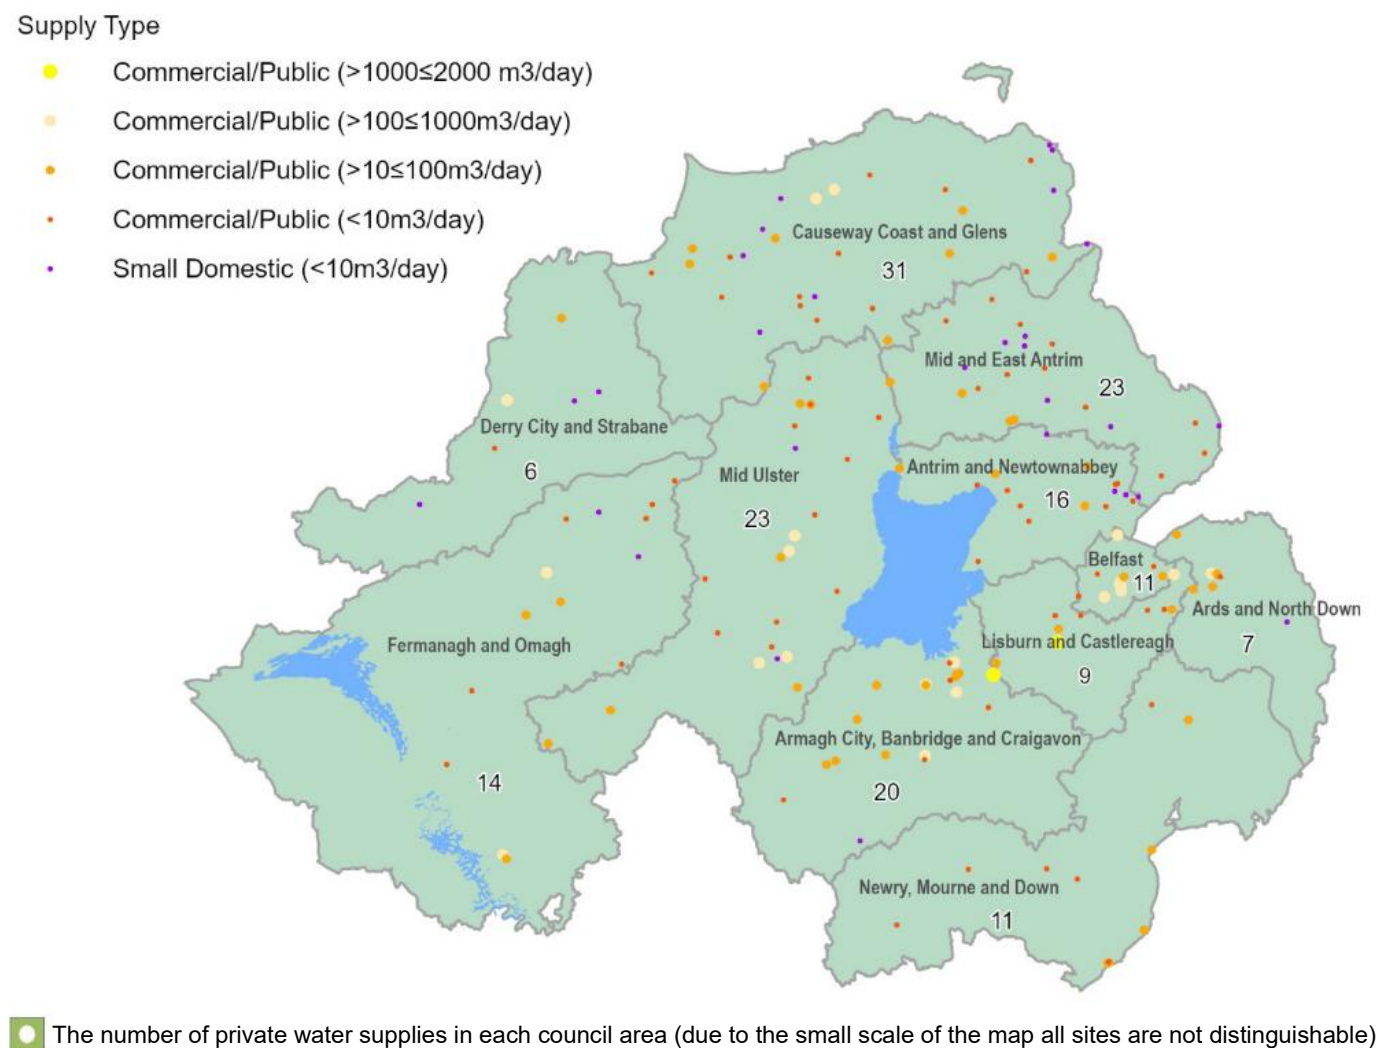 Supply Type
Commercial/Public (>1000≤2000 m3/day)
Commercial/Public (>100≤1000m3/day)
Commercial/Public (>10≤100m3/day)
Commercial/Public (<10m3/day)
Small Domestic (<10m3/day)
Causeway Coast and Glens
31
Mid and East Antrim
23
Derry City and Strabane
6
Antrim and Newtownabbey
16
Mid Ulster
23
Belfast
11
Ards and North Down
7
Fermanagh and Omagh
14
Lisburn and Castlereagh
9
Armagh City, Banbridge and Craigavon
20
Newry, Mourne and Down
11
The number of private water supplies in each council area (due to the small scale of the map all sites are not distinguishable)